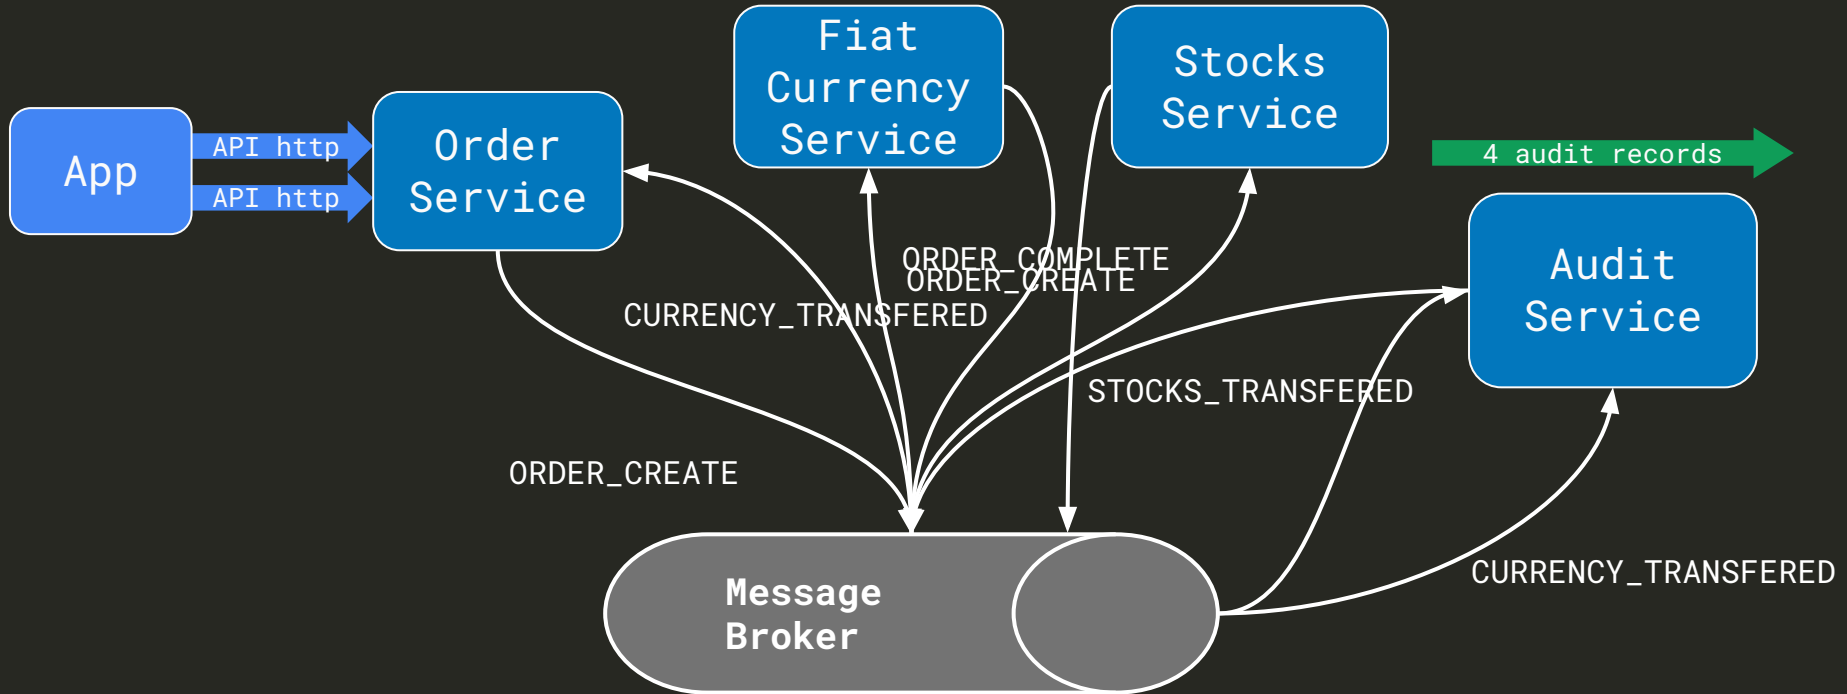 App
API http
API http
Order
Service
Fiat
Currency
Service
Stocks
Service
4 audit records
Audit
Service
ORDER_COMPLETE
ORDER_CREATE
CURRENCY_TRANSFERED
STOCKS_TRANSFERED
ORDER_CREATE
CURRENCY_TRANSFERED
Message
Broker